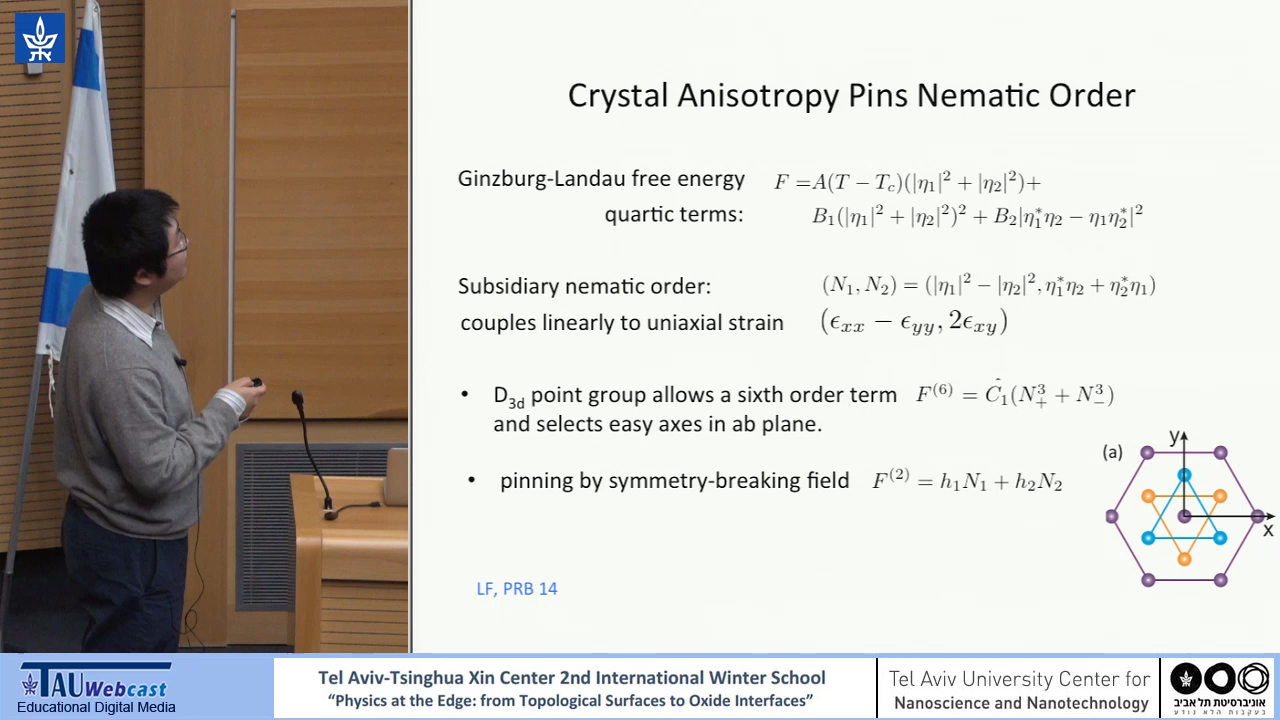 Crystal Anisotropy Pins Nematic Order
Ginzburg-Landau free energy F =A(T − T_c)(|η_1|^2 + |η_2|^2)+
quartic terms: B_1(|η_1|^2 + |η_2|^2)^2 + B_2|η_1^*η_2 − η_1η_2^*|^2
Subsidiary nematic order: (N_1, N_2) = (|η_1|^2 − |η_2|^2, η_1^*η_2 + η_2^*η_1)
couples linearly to uniaxial strain (ϵ_xx − ϵ_yy, 2ϵ_xy)
• D_3d point group allows a sixth order term F^(6) = C_1(N_+^3 + N_−^3)
and selects easy axes in ab plane.
• pinning by symmetry-breaking field F^(2) = h_1N_1 + h_2N_2
(a)
y
x
LF, PRB 14
TAU Webcast
Educational Digital Media
Tel Aviv-Tsinghua Xin Center 2nd International Winter School
“Physics at the Edge: from Topological Surfaces to Oxide Interfaces”
Tel Aviv University Center for
Nanoscience and Nanotechnology
אוניברסיטת תל אביב